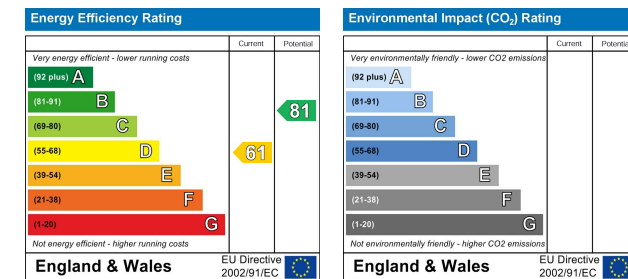 Energy Efficiency Rating
Current Potential
Very energy efficient - lower running costs
(92 plus) A
(81-91) B
(69-80) C
(55-68) D
(39-54) E
(21-38) F
(1-20) G
61
81
Not energy efficient - higher running costs
England & Wales
EU Directive
2002/91/EC
Environmental Impact (CO2) Rating
Current Potential
Very environmentally friendly - lower CO2 emissions
(92 plus) A
(81-91) B
(69-80) C
(55-68) D
(39-54) E
(21-38) F
(1-20) G
Not environmentally friendly - higher CO2 emissions
England & Wales
EU Directive
2002/91/EC